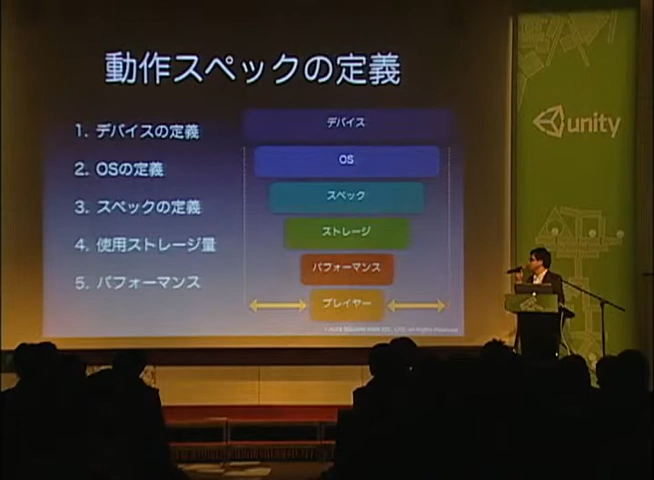 動作スペックの定義
1. デバイスの定義
2. OSの定義
3. スペックの定義
4. 使用ストレージ量
5. パフォーマンス
デバイス
OS
スペック
ストレージ
パフォーマンス
プレイヤー
unity